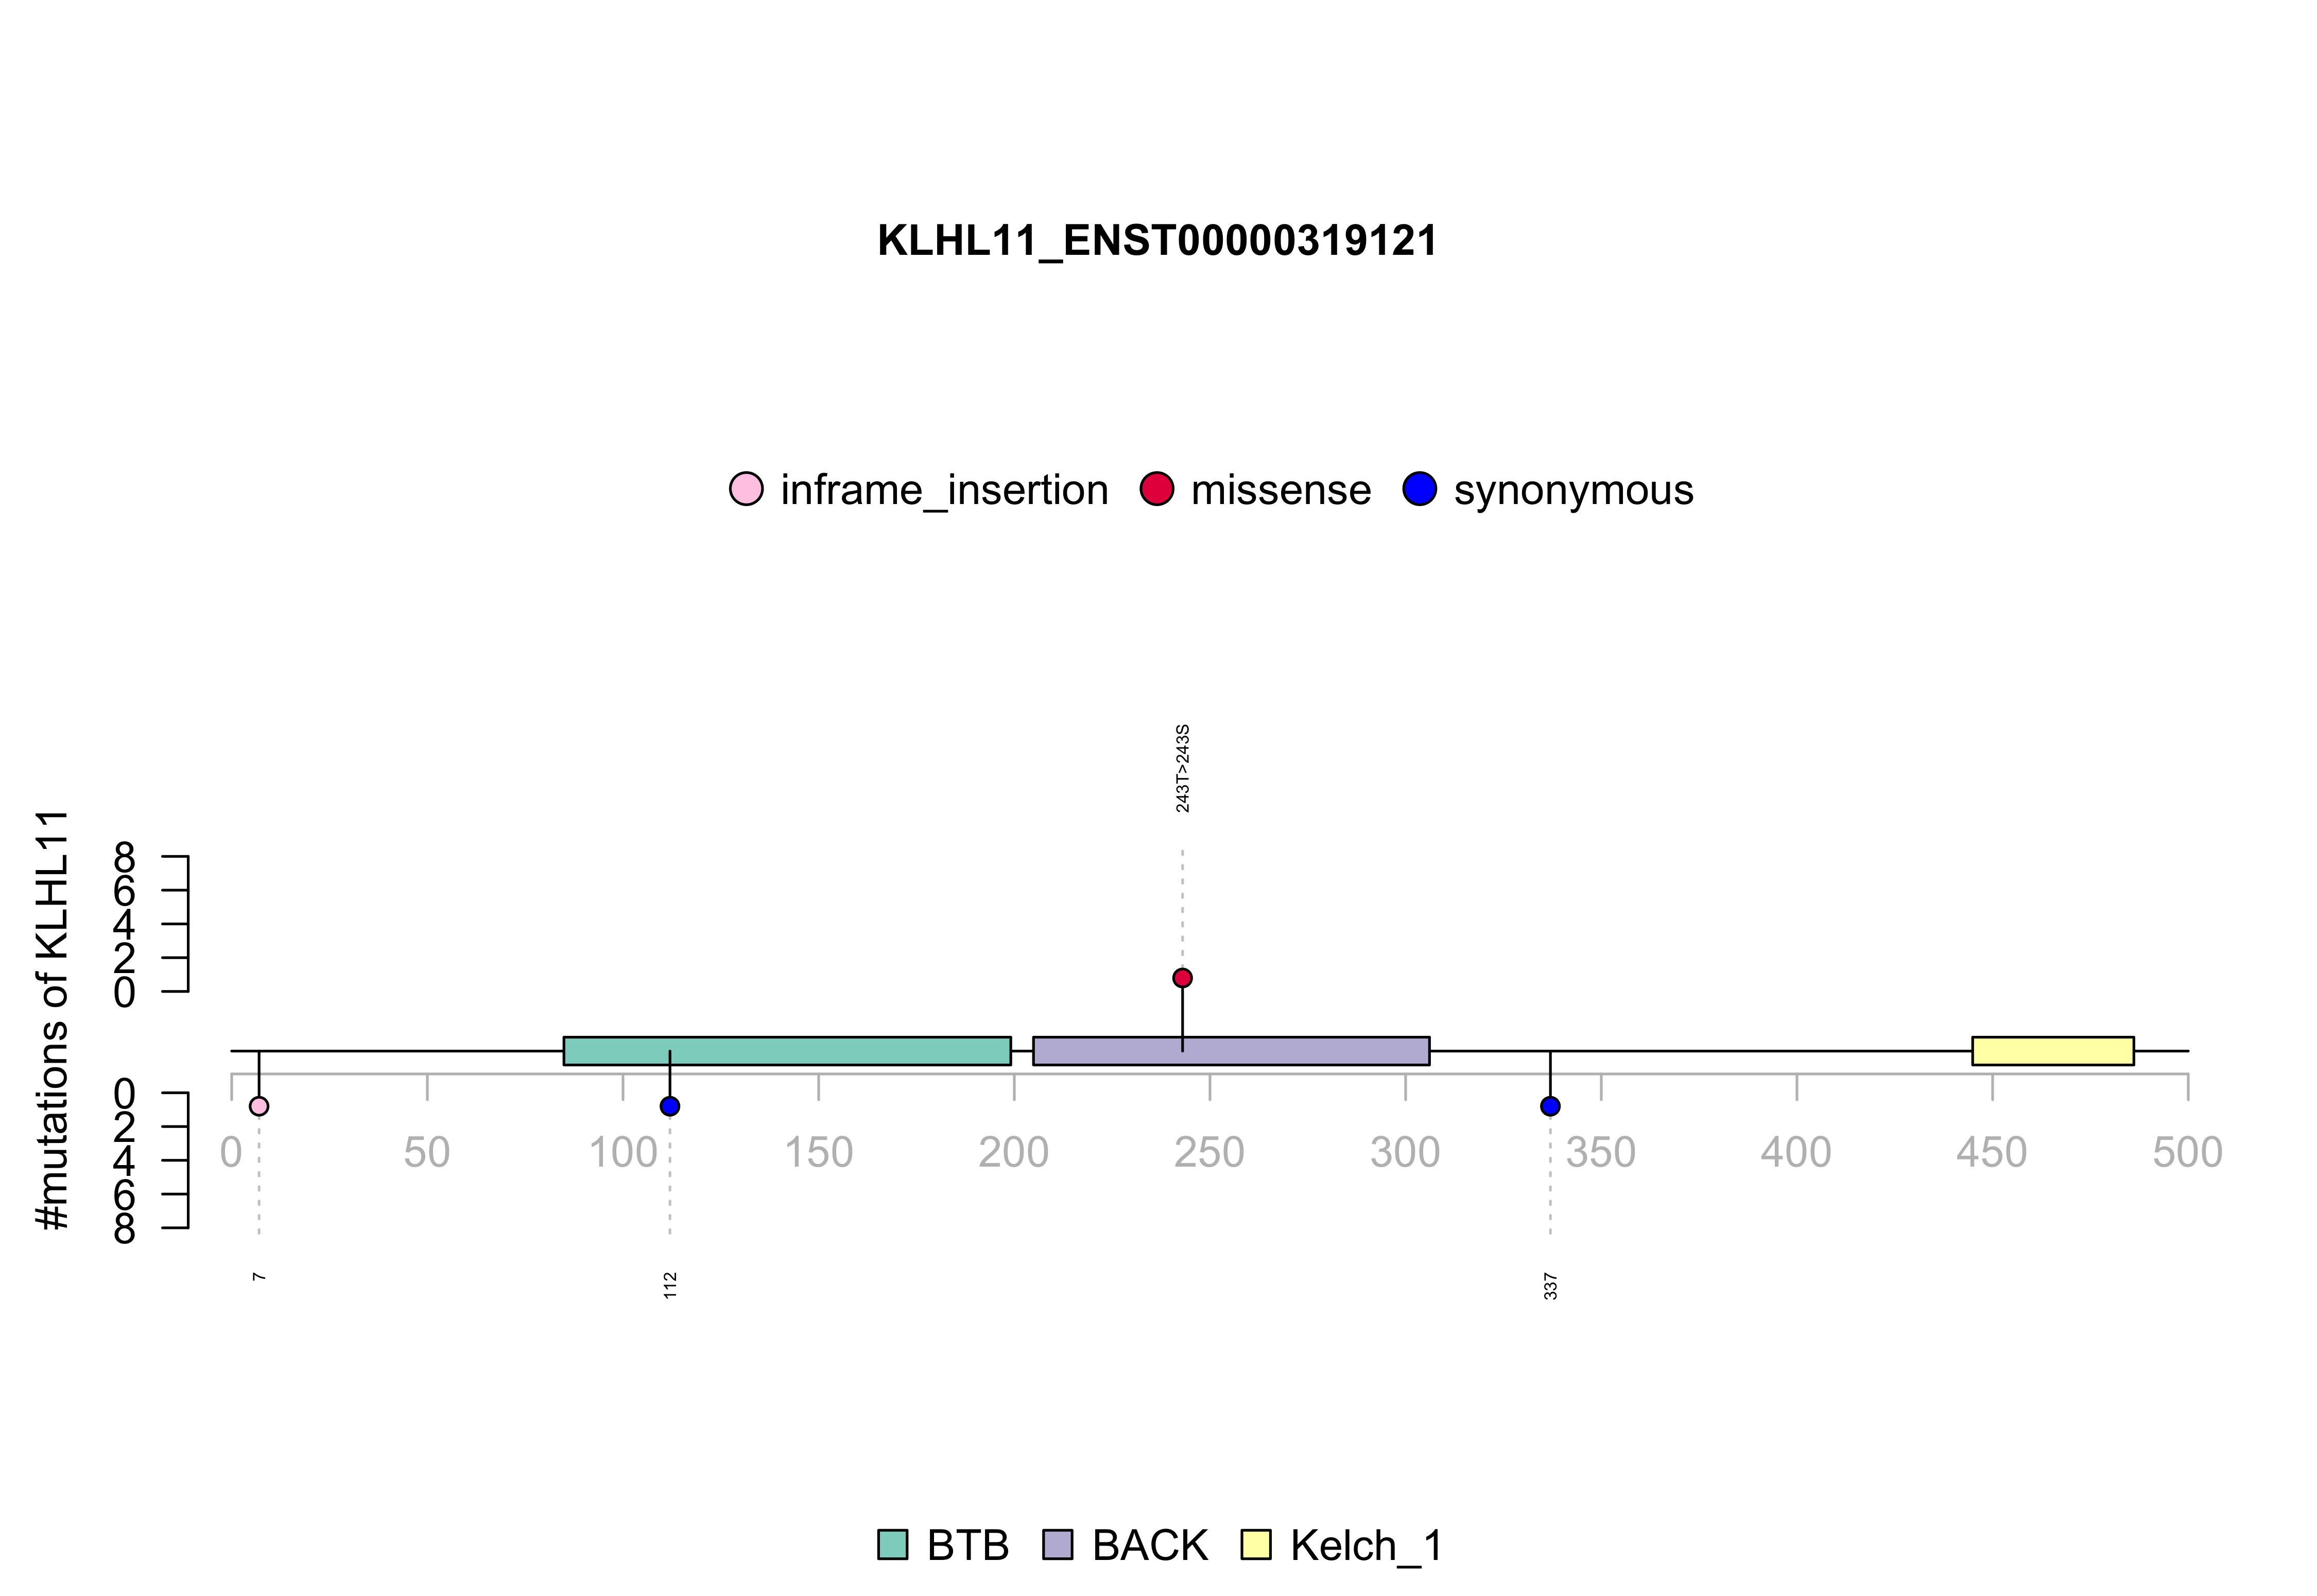 KLHL11_ENST00000319121
inframe_insertion missense synonymous
243T>243S
#mutations of KLHL11
8
6
4
2
0
0
2
4
6
8
0 50 100 150 200 250 300 350 400 450 500
7 112 337
BTB BACK Kelch_1